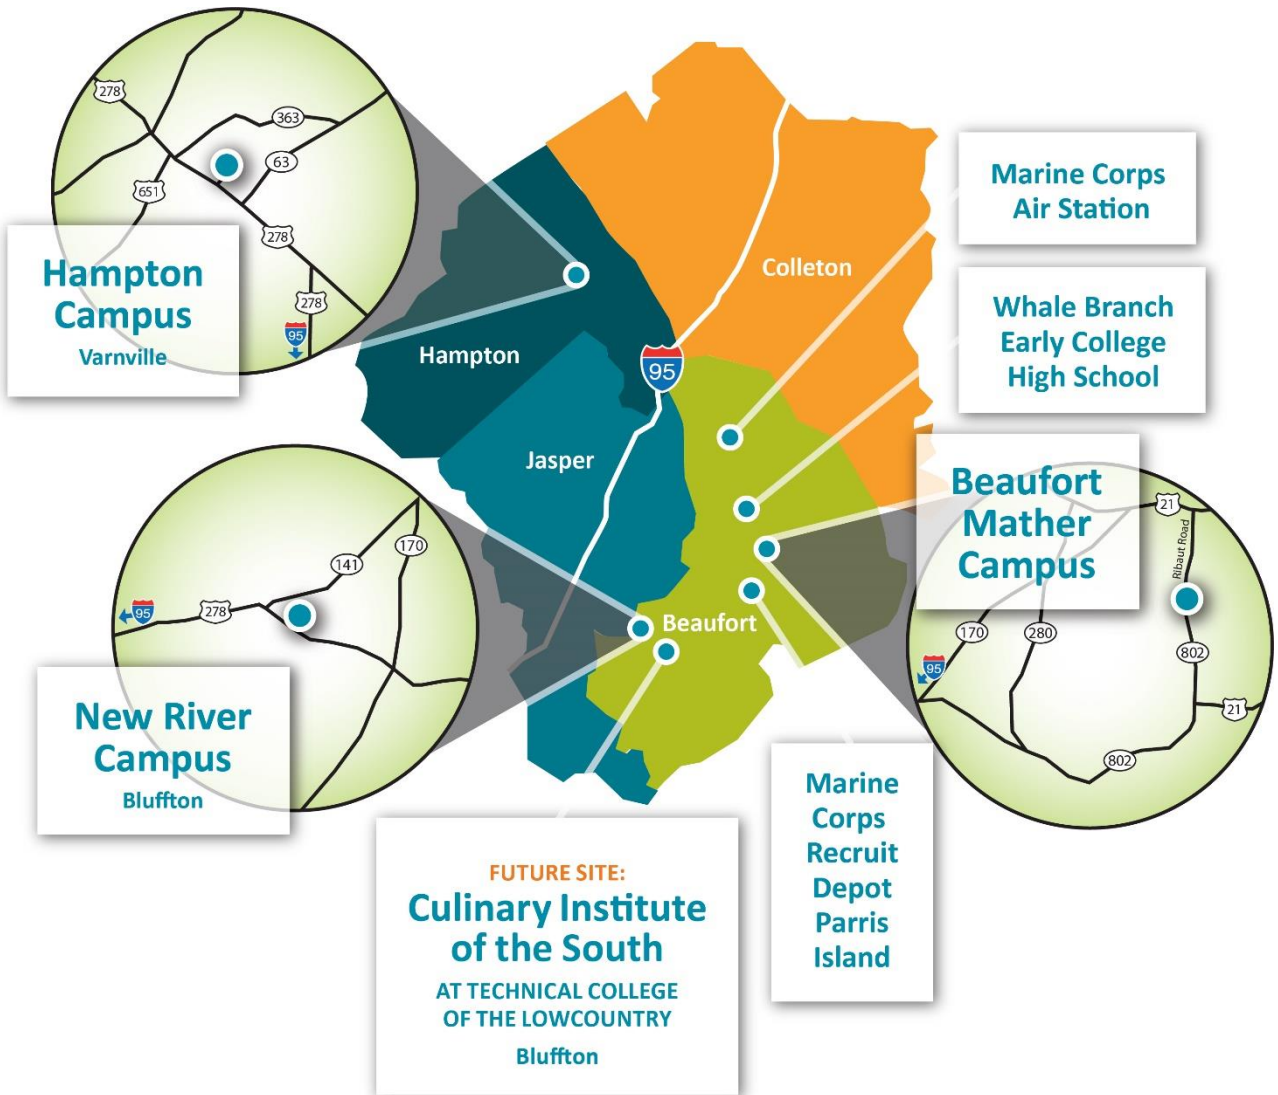 278
363
63
651
278
278
95
Hampton
Campus
Varnville
Colleton
Hampton
95
Jasper
Beaufort
Marine Corps
Air Station
Whale Branch
Early College
High School
Beaufort
Mather
Campus
21
Ribaut Road
170
280
802
95
21
802
141
170
95
278
New River
Campus
Bluffton
FUTURE SITE:
Culinary Institute
of the South
AT TECHNICAL COLLEGE
OF THE LOWCOUNTRY
Bluffton
Marine
Corps
Recruit
Depot
Parris
Island